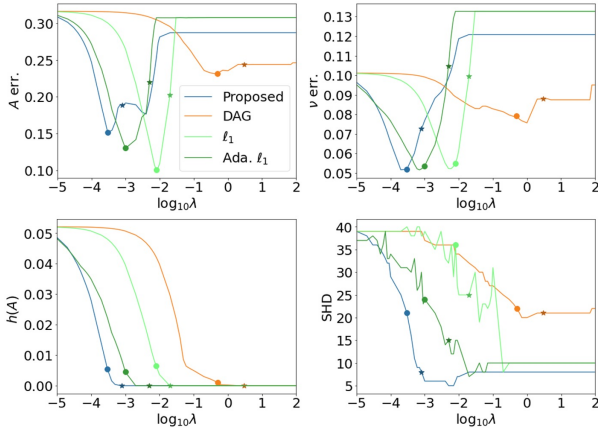 0.30
0.25
0.20
0.15
0.10
A err.
Proposed
DAG
ℓ1
Ada. ℓ1
−5 −4 −3 −2 −1 0 1 2
log10λ
0.13
0.12
0.11
0.10
0.09
0.08
0.07
0.06
0.05
ν err.
−5 −4 −3 −2 −1 0 1 2
log10λ
0.05
0.04
0.03
0.02
0.01
0.00
h(A)
−5 −4 −3 −2 −1 0 1 2
log10λ
40
35
30
25
20
15
10
5
SHD
−5 −4 −3 −2 −1 0 1 2
log10λ